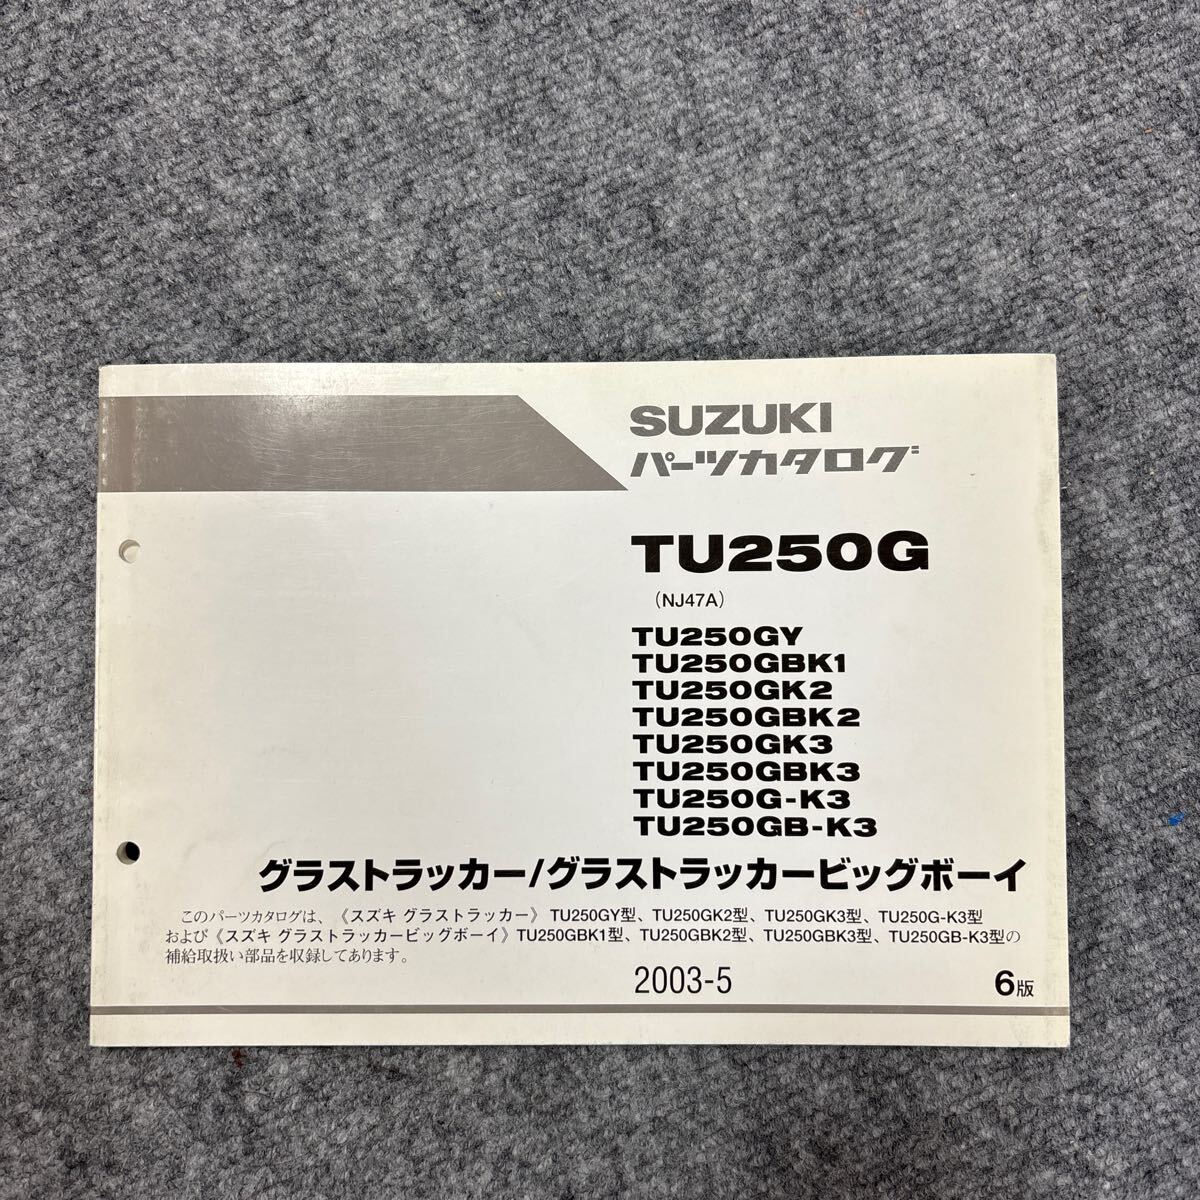 SUZUKI
パーツカタログ
TU250G
(NJ47A)
TU250GY
TU250GBK1
TU250GK2
TU250GBK2
TU250GK3
TU250GBK3
TU250G-K3
TU250GB-K3
グラストラッカー/グラストラッカービッグボーイ
このパーツカタログは、《スズキ グラストラッカー》 TU250GY型、TU250GK2型、TU250GK3型、TU250G-K3型
および《スズキ グラストラッカービッグボーイ》TU250GBK1型、TU250GBK2型、TU250GBK3型、TU250GB-K3型の
補給取扱い部品を収録してあります。
2003-5
6版